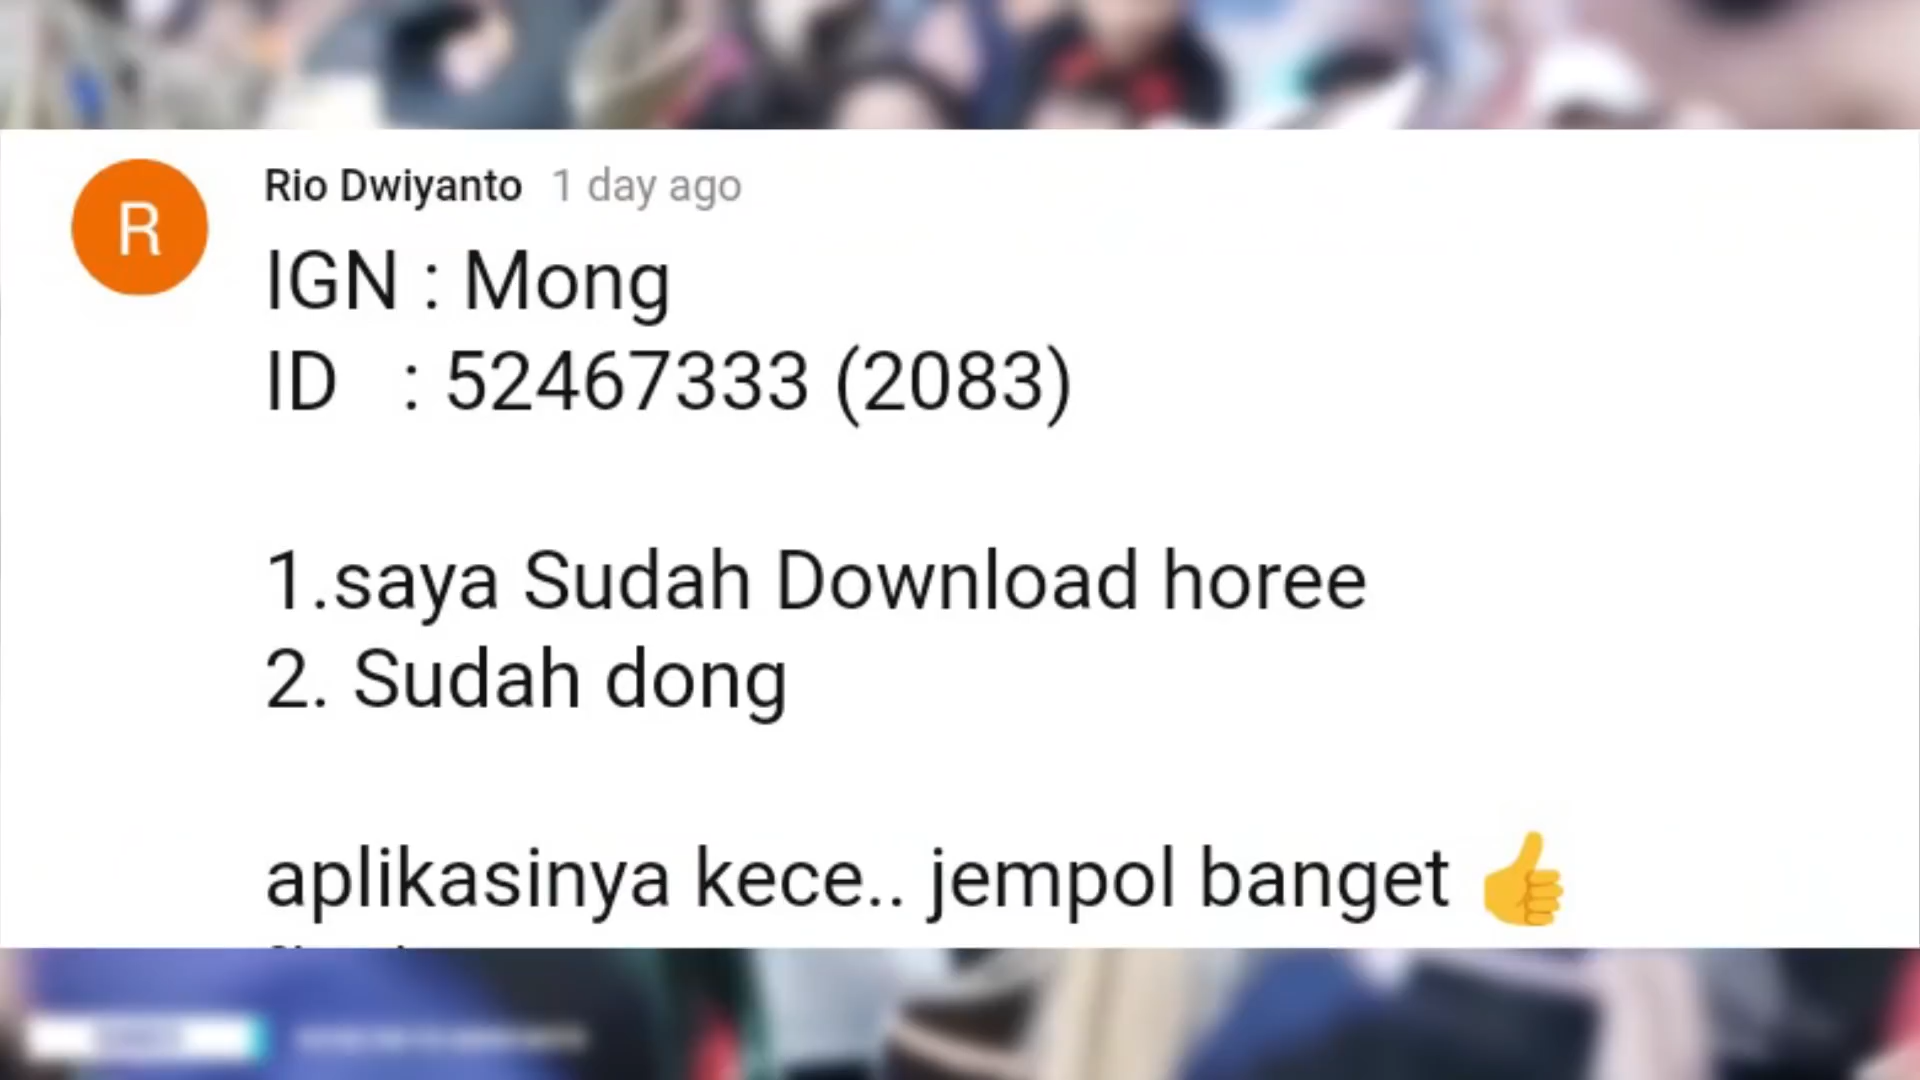 R
Rio Dwiyanto 1 day ago
IGN : Mong
ID : 52467333 (2083)
1.saya Sudah Download horee
2. Sudah dong
aplikasinya kece.. jempol banget 👍